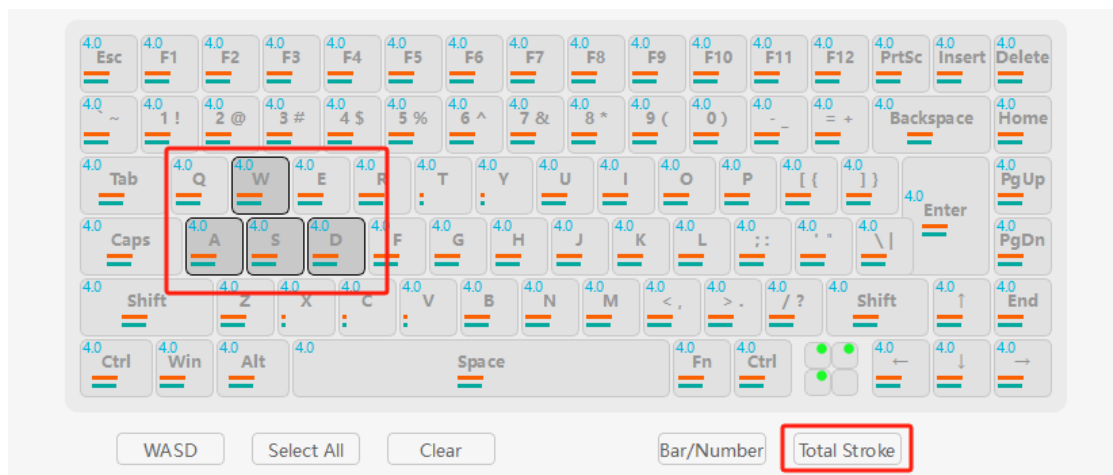 4.0 4.0 4.0 4.0 4.0 4.0 4.0 4.0 4.0 4.0 4.0 4.0 4.0 4.0 4.0 4.0
Esc F1 F2 F3 F4 F5 F6 F7 F8 F9 F10 F11 F12 PrtSc Insert Delete
4.0 4.0 4.0 4.0 4.0 4.0 4.0 4.0 4.0 4.0 4.0 4.0 4.0 4.0 4.0
` ~ 1 ! 2 @ 3 # 4 $ 5 % 6 ^ 7 & 8 * 9 ( 0 ) - _ = + Backspace Home
4.0 4.0 4.0 4.0 4.0 4.0 4.0 4.0 4.0 4.0 4.0 4.0 4.0 4.0
Tab Q W E R T Y U I O P [ { ] } PgUp
4.0
Enter
4.0 4.0 4.0 4.0 4.0 4.0 4.0 4.0 4.0 4.0 4.0 4.0 4.0 4.0
Caps A S D F G H J K L ; : ' " \ | PgDn
4.0 4.0 4.0 4.0 4.0 4.0 4.0 4.0 4.0 4.0 4.0 4.0 4.0 4.0
Shift Z X C V B N M < , > . / ? Shift ↑ End
4.0 4.0 4.0 4.0 4.0 4.0 4.0 4.0 4.0
Ctrl Win Alt Space Fn Ctrl ← ↓ →
WASD Select All Clear Bar/Number Total Stroke